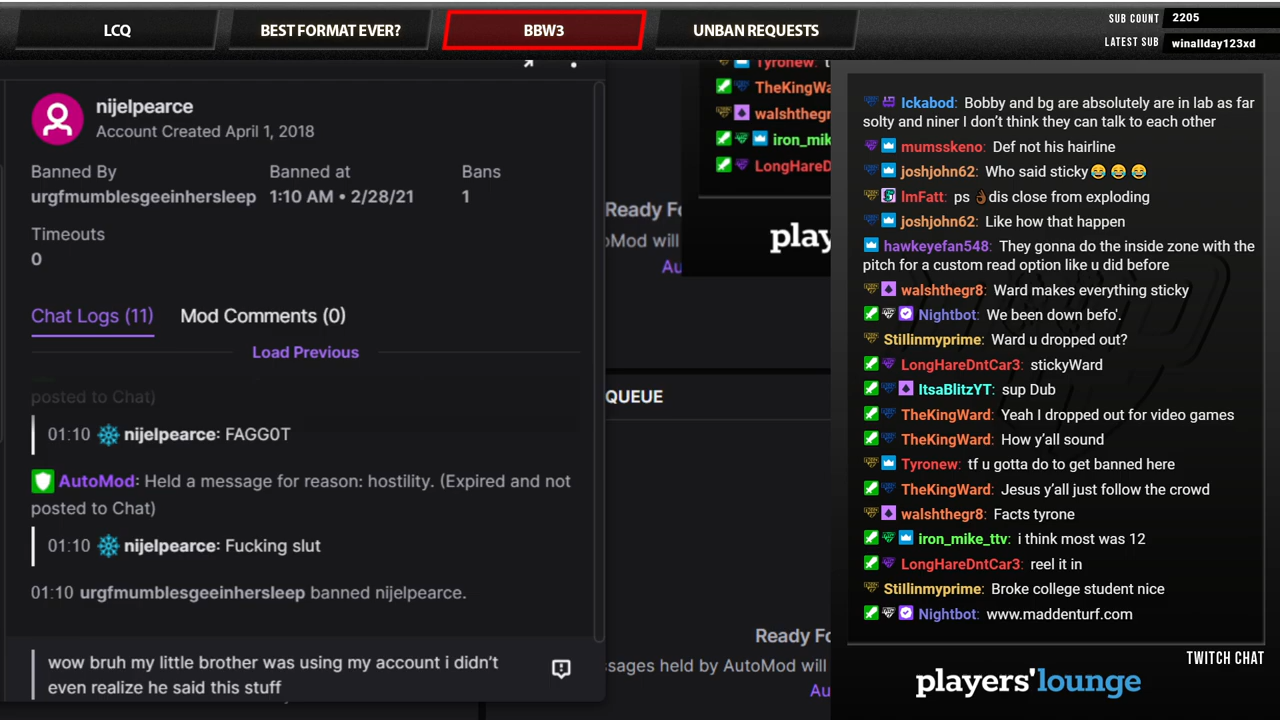 LCQ
BEST FORMAT EVER?
BBW3
UNBAN REQUESTS
SUB COUNT 2205
LATEST SUB winallday123xd
nijelpearce
Account Created April 1, 2018
Banned By Banned at Bans
urgfmumblesgeeinhersleep 1:10 AM • 2/28/21 1
Timeouts
0
Chat Logs (11) Mod Comments (0)
Load Previous
posted to Chat)
01:10 nijelpearce: FAGG0T
AutoMod: Held a message for reason: hostility. (Expired and not
posted to Chat)
01:10 nijelpearce: Fucking slut
01:10 urgfmumblesgeeinhersleep banned nijelpearce.
wow bruh my little brother was using my account i didn't
even realize he said this stuff
Tyronew: t
TheKingWa
walshthegr
iron_mik
LongHareD
Ready Fo
oMod will
Au
play
QUEUE
Ready Fo
ssages held by AutoMod will
Au
Ickabod: Bobby and bg are absolutely are in lab as far
solty and niner I don't think they can talk to each other
mumsskeno: Def not his hairline
joshjohn62: Who said sticky😂 😂 😂
ImFatt: ps 👌🏾dis close from exploding
joshjohn62: Like how that happen
hawkeyefan548: They gonna do the inside zone with the
pitch for a custom read option like u did before
walshthegr8: Ward makes everything sticky
Nightbot: We been down befo'.
Stillinmyprime: Ward u dropped out?
LongHareDntCar3: stickyWard
ItsaBlitzYT: sup Dub
TheKingWard: Yeah I dropped out for video games
TheKingWard: How y'all sound
Tyronew: tf u gotta do to get banned here
TheKingWard: Jesus y'all just follow the crowd
walshthegr8: Facts tyrone
iron_mike_ttv: i think most was 12
LongHareDntCar3: reel it in
Stillinmyprime: Broke college student nice
Nightbot: www.maddenturf.com
TWITCH CHAT
players'lounge